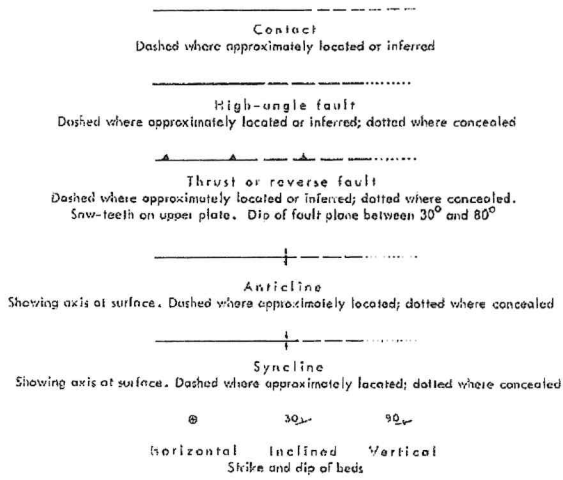 Contact
Dashed where approximately located or inferred
High-angle fault
Dashed where approximately located or inferred; dotted where concealed
Thrust or reverse fault
Dashed where approximately located or inferred; dotted where concealed.
Saw-teeth on upper plate. Dip of fault plane between 30° and 80°
Anticline
Showing axis at surface. Dashed where approximately located; dotted where concealed
Syncline
Showing axis at surface. Dashed where approximately located; dotted where concealed
30 90
Horizontal Inclined Vertical
Strike and dip of beds